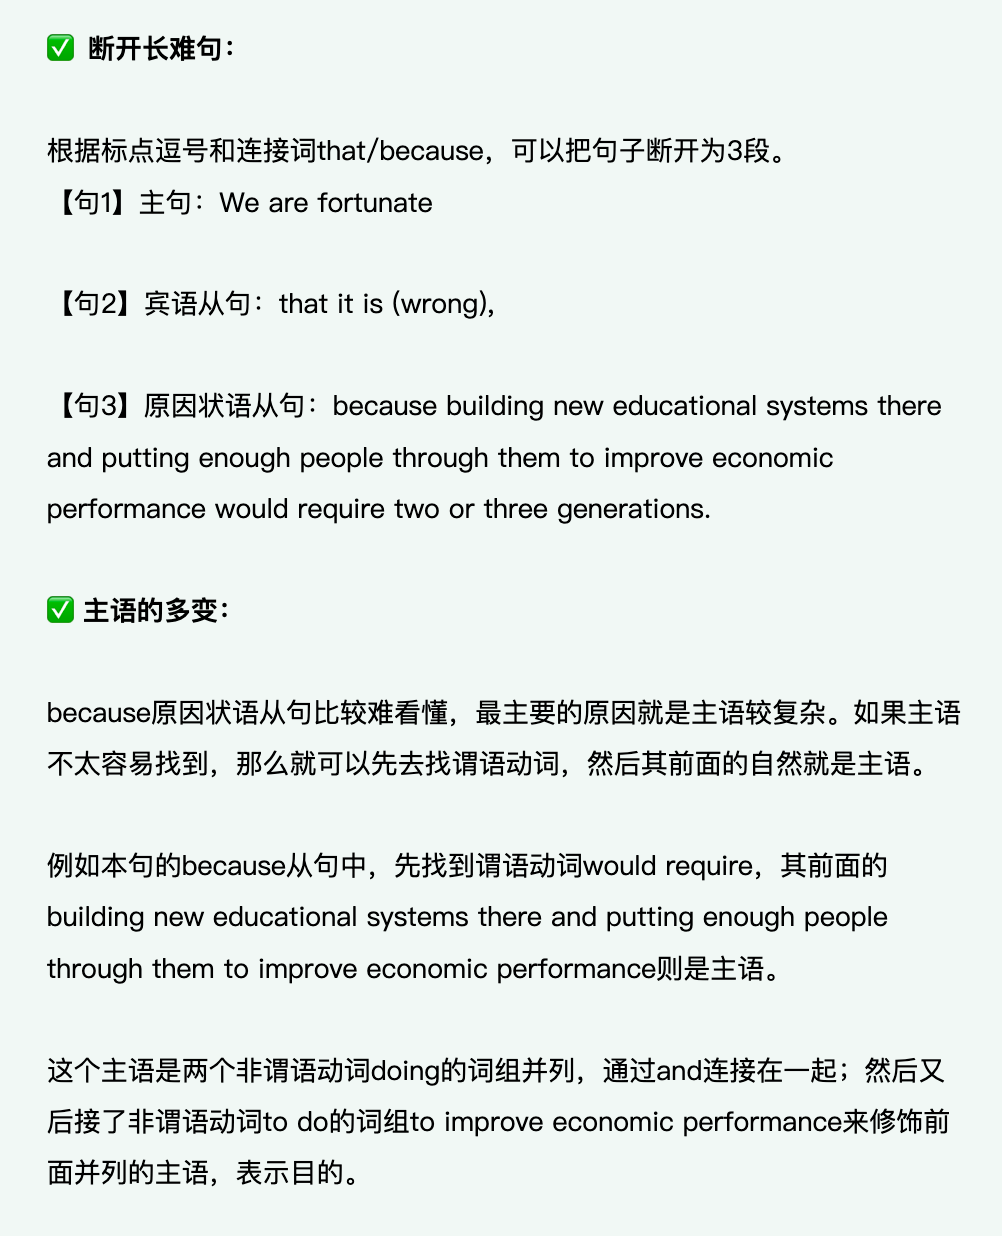 ✅ 断开长难句：
根据标点逗号和连接词that/because，可以把句子断开为3段。
【句1】主句：We are fortunate
【句2】宾语从句：that it is (wrong),
【句3】原因状语从句：because building new educational systems there
and putting enough people through them to improve economic
performance would require two or three generations.
✅ 主语的多变：
because原因状语从句比较难看懂，最主要的原因就是主语较复杂。如果主语
不太容易找到，那么就可以先去找谓语动词，然后其前面的自然就是主语。
例如本句的because从句中，先找到谓语动词would require，其前面的
building new educational systems there and putting enough people
through them to improve economic performance则是主语。
这个主语是两个非谓语动词doing的词组并列，通过and连接在一起；然后又
后接了非谓语动词to do的词组to improve economic performance来修饰前
面并列的主语，表示目的。